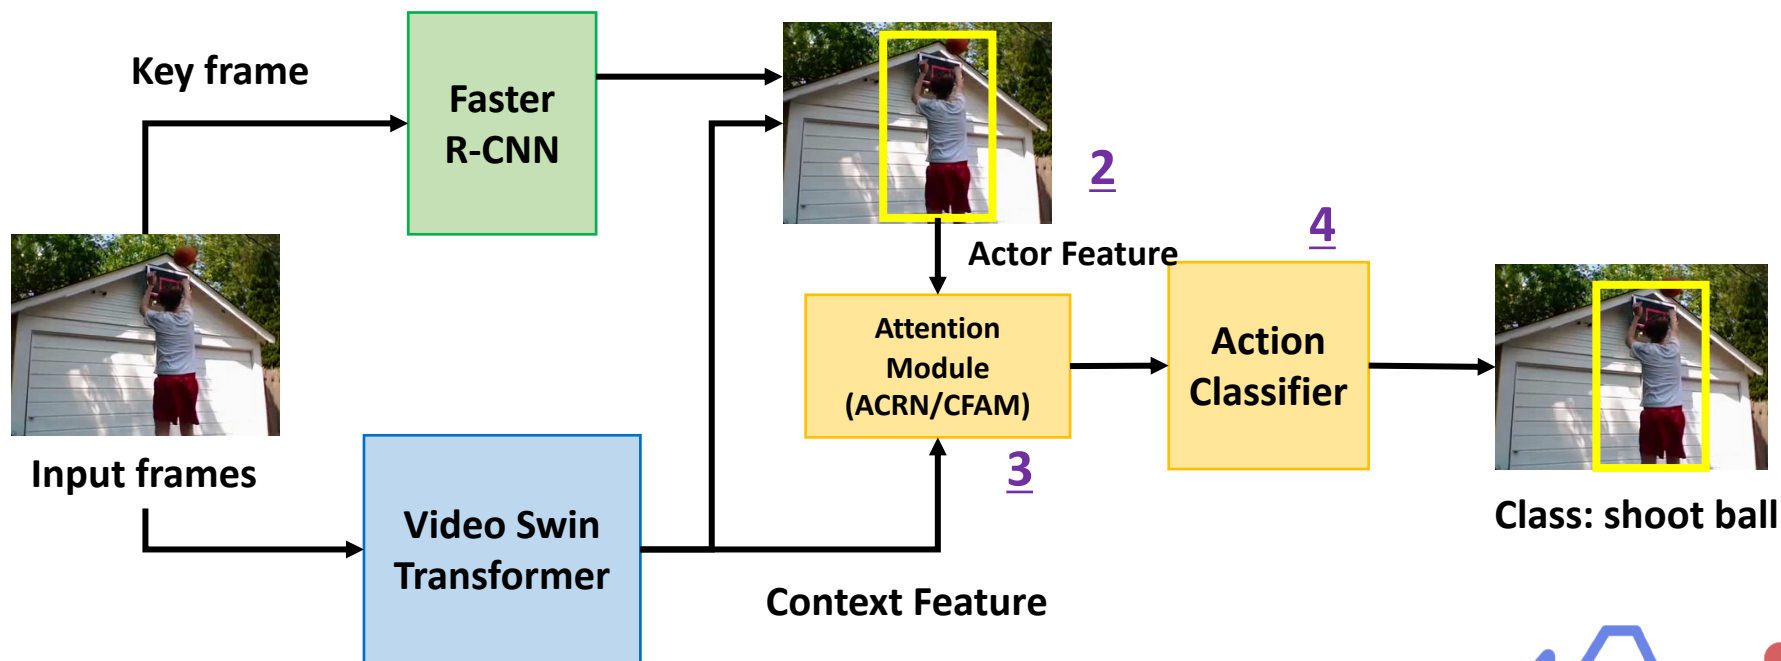 Key frame
Faster
R-CNN
2
4
Actor Feature
Attention
Module
(ACRN/CFAM)
Action
Classifier
3
Input frames
Video Swin
Transformer
Context Feature
Class: shoot ball